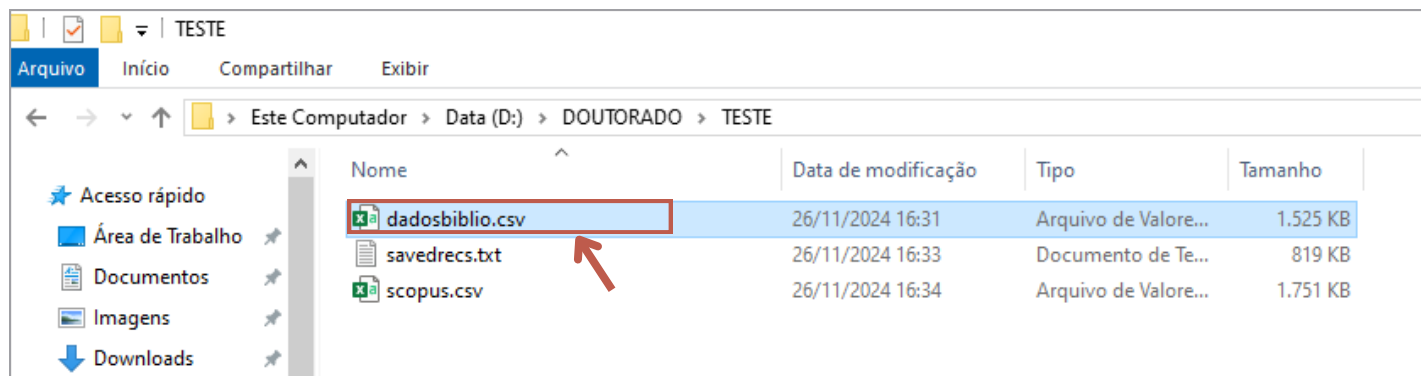 TESTE
Arquivo Início Compartilhar Exibir
Este Computador > Data (D:) > DOUTORADO > TESTE
Nome Data de modificação Tipo Tamanho
Acesso rápido
dadosbiblio.csv 26/11/2024 16:31 Arquivo de Valore... 1.525 KB
Área de Trabalho
savedrecs.txt 26/11/2024 16:33 Documento de Te... 819 KB
Documentos
scopus.csv 26/11/2024 16:34 Arquivo de Valore... 1.751 KB
Imagens
Downloads